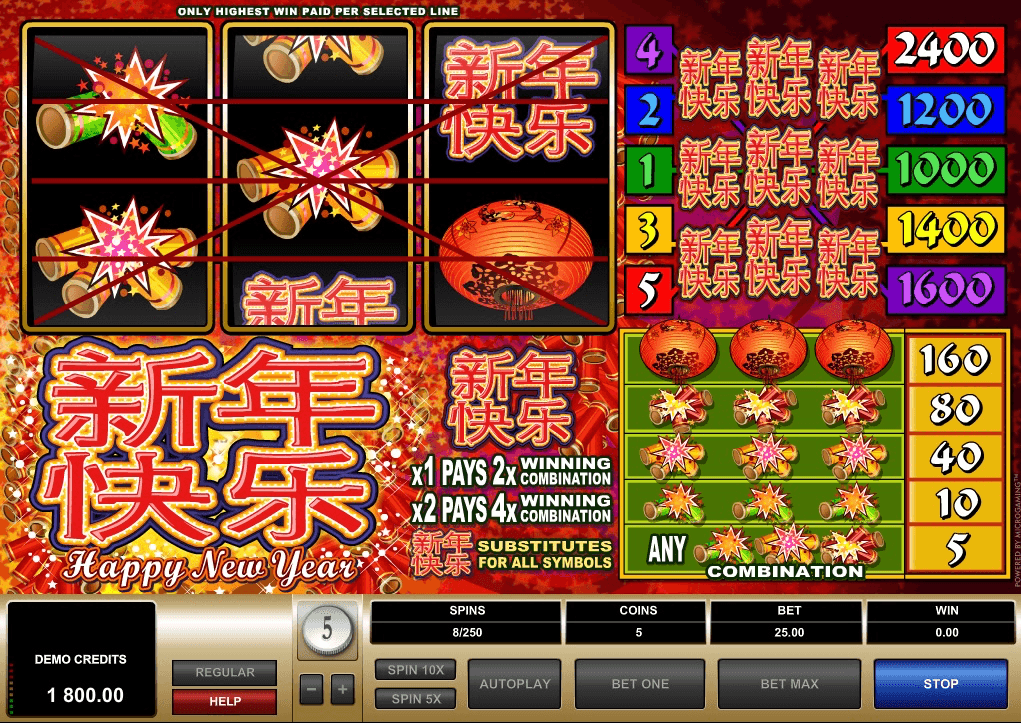 ONLY HIGHEST WIN PAID PER SELECTED LINE
新年
快乐
新年
4 新年快乐 新年快乐 新年快乐 2400
2 1200
1 新年快乐 新年快乐 新年快乐 1000
3 1400
5 新年快乐 新年快乐 新年快乐 1600
160
80
40
10
ANY COMBINATION 5
新年
快乐
Happy New Year
新年
快乐
x1 PAYS 2x WINNING COMBINATION
x2 PAYS 4x WINNING COMBINATION
新年快乐 SUBSTITUTES FOR ALL SYMBOLS
POWERED BY MICROGAMING™
DEMO CREDITS
1 800.00
REGULAR
HELP
5
−
+
SPINS
8/250
COINS
5
BET
25.00
WIN
0.00
SPIN 10X
SPIN 5X
AUTOPLAY
BET ONE
BET MAX
STOP